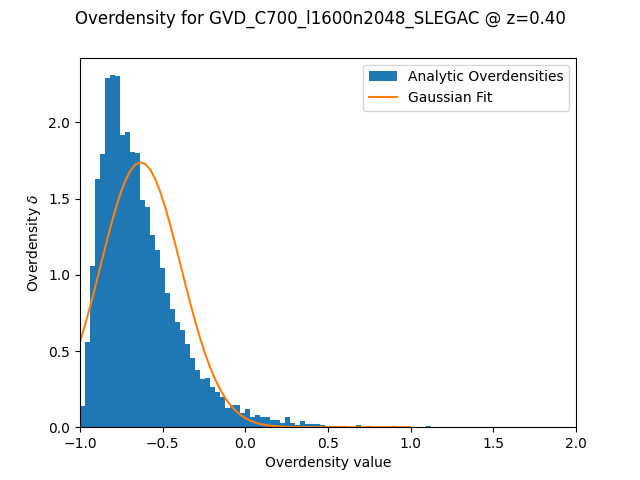 Overdensity for GVD_C700_l1600n2048_SLEGAC @ z=0.40
Analytic Overdensities
Gaussian Fit
Overdensity δ
2.0
1.5
1.0
0.5
0.0
−1.0 −0.5 0.0 0.5 1.0 1.5 2.0
Overdensity value